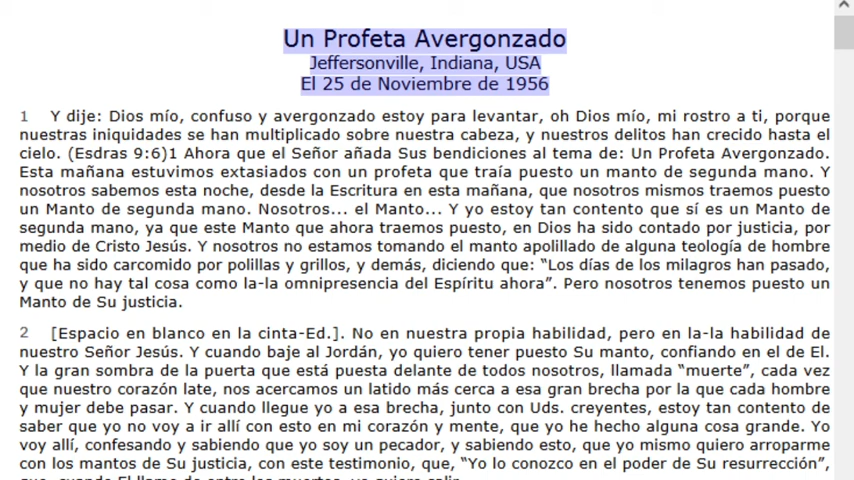 Un Profeta Avergonzado
Jeffersonville, Indiana, USA
El 25 de Noviembre de 1956
1 Y dije: Dios mío, confuso y avergonzado estoy para levantar, oh Dios mío, mi rostro a ti, porque
nuestras iniquidades se han multiplicado sobre nuestra cabeza, y nuestros delitos han crecido hasta el
cielo. (Esdras 9:6)1 Ahora que el Señor añada Sus bendiciones al tema de: Un Profeta Avergonzado.
Esta mañana estuvimos extasiados con un profeta que traía puesto un manto de segunda mano. Y
nosotros sabemos esta noche, desde la Escritura en esta mañana, que nosotros mismos traemos puesto
un Manto de segunda mano. Nosotros... el Manto... Y yo estoy tan contento que sí es un Manto de
segunda mano, ya que este Manto que ahora traemos puesto, en Dios ha sido contado por justicia, por
medio de Cristo Jesús. Y nosotros no estamos tomando el manto apolillado de alguna teología de hombre
que ha sido carcomido por polillas y grillos, y demás, diciendo que: “Los días de los milagros han pasado,
y que no hay tal cosa como la-la omnipresencia del Espíritu ahora”. Pero nosotros tenemos puesto un
Manto de Su justicia.
2 [Espacio en blanco en la cinta-Ed.]. No en nuestra propia habilidad, pero en la-la habilidad de
nuestro Señor Jesús. Y cuando baje al Jordán, yo quiero tener puesto Su manto, confiando en el de El.
Y la gran sombra de la puerta que está puesta delante de todos nosotros, llamada “muerte”, cada vez
que nuestro corazón late, nos acercamos un latido más cerca a esa gran brecha por la que cada hombre
y mujer debe pasar. Y cuando llegue yo a esa brecha, junto con Uds. creyentes, estoy tan contento de
saber que yo no voy a ir allí con esto en mi corazón y mente, que yo he hecho alguna cosa grande. Yo
voy allí, confesando y sabiendo que yo soy un pecador, y sabiendo esto, que yo mismo quiero arroparme
con los mantos de Su justicia, con este testimonio, que, “Yo lo conozco en el poder de Su resurrección”,
que, cuando El llame de entre los muertos, yo quiero salir